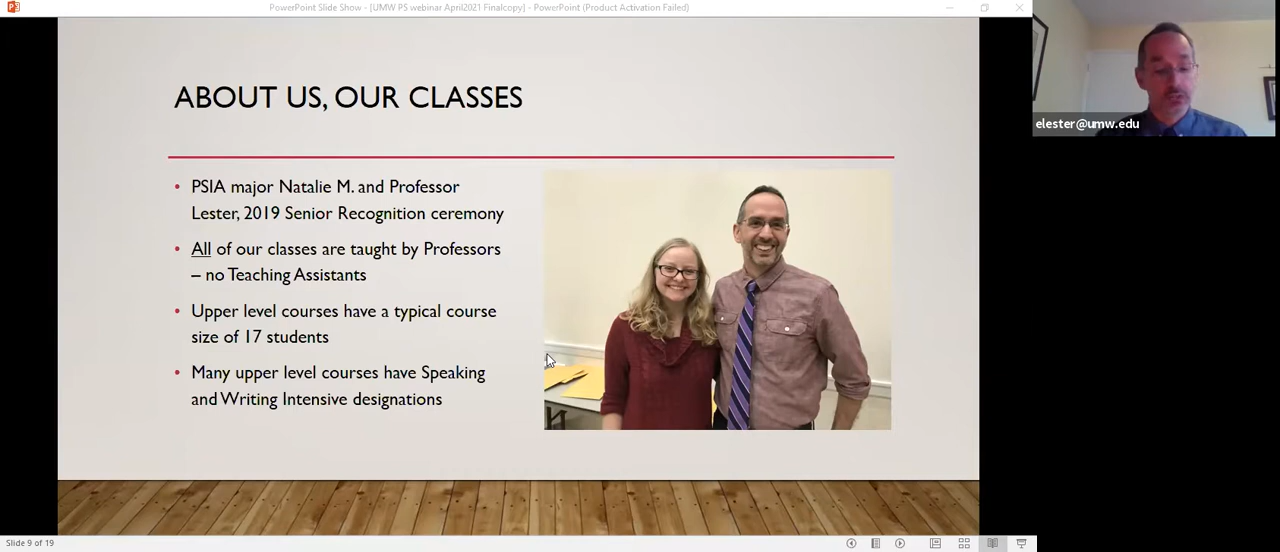 PowerPoint Slide Show - [UMW PS webinar April2021 Finalcopy] - PowerPoint (Product Activation Failed)
ABOUT US, OUR CLASSES
• PSIA major Natalie M. and Professor
Lester, 2019 Senior Recognition ceremony
• All of our classes are taught by Professors
– no Teaching Assistants
• Upper level courses have a typical course
size of 17 students
• Many upper level courses have Speaking
and Writing Intensive designations
elester@umw.edu
Slide 9 of 19